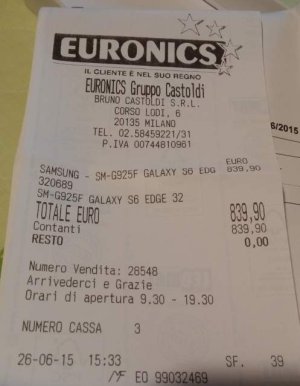 EURONICS
IL CLIENTE È NEL SUO REGNO
EURONICS Gruppo Castoldi
BRUNO CASTOLDI S.R.L.
CORSO LODI, 6
20135 MILANO
TEL. 02.58459221/31
P.IVA 00744810961
6/2015
EURO
SAMSUNG - SM-G925F GALAXY S6 EDG 839,90
320689
SM-G925F GALAXY S6 EDGE 32
TOTALE EURO 839,90
Contanti 839,90
RESTO 0,00
Numero Vendita: 28548
Arrivederci e Grazie
Orari di apertura 9.30 - 19.30
NUMERO CASSA 3
26-06-15 15:33 SF. 39
MF EO 99032469